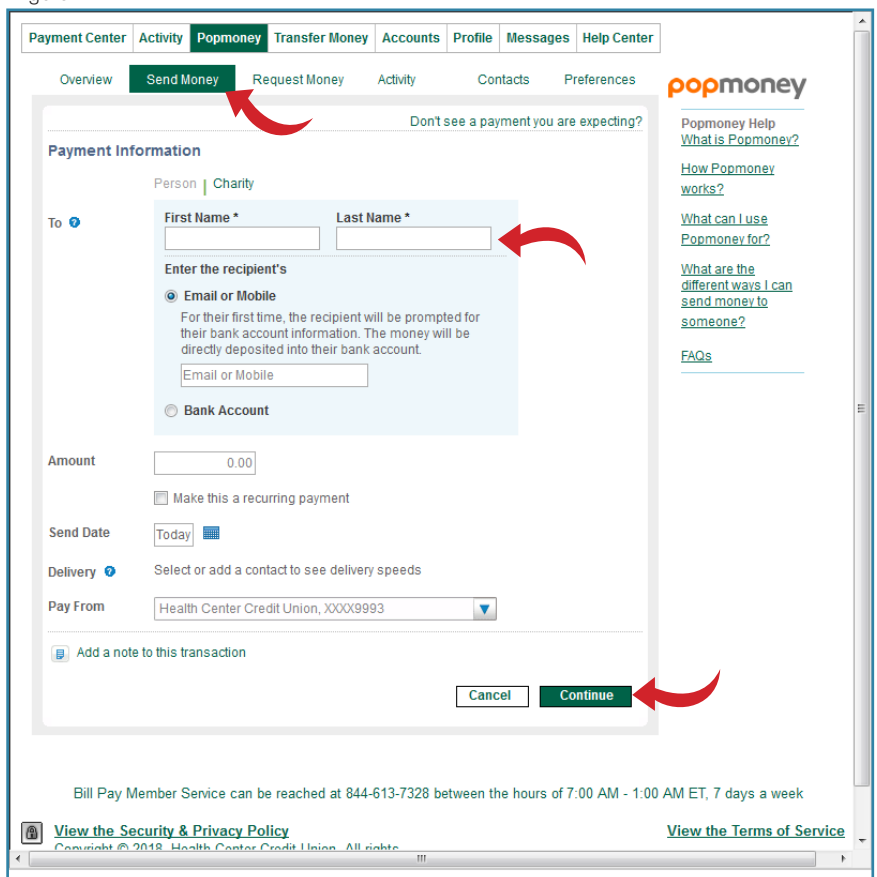 Payment Center Activity Popmoney Transfer Money Accounts Profile Messages Help Center
Overview Send Money Request Money Activity Contacts Preferences
popmoney
Don't see a payment you are expecting?
Payment Information
Person | Charity
To ?
First Name * Last Name *
Enter the recipient's
Email or Mobile
For their first time, the recipient will be prompted for
their bank account information. The money will be
directly deposited into their bank account.
Email or Mobile
Bank Account
Amount 0.00
Make this a recurring payment
Send Date Today
Delivery ? Select or add a contact to see delivery speeds
Pay From Health Center Credit Union, XXXX9993
Add a note to this transaction
Cancel Continue
Popmoney Help
What is Popmoney?
How Popmoney
works?
What can I use
Popmoney for?
What are the
different ways I can
send money to
someone?
FAQs
Bill Pay Member Service can be reached at 844-613-7328 between the hours of 7:00 AM - 1:00 AM ET, 7 days a week
View the Security & Privacy Policy View the Terms of Service
Copyright © 2018, Health Center Credit Union. All rights